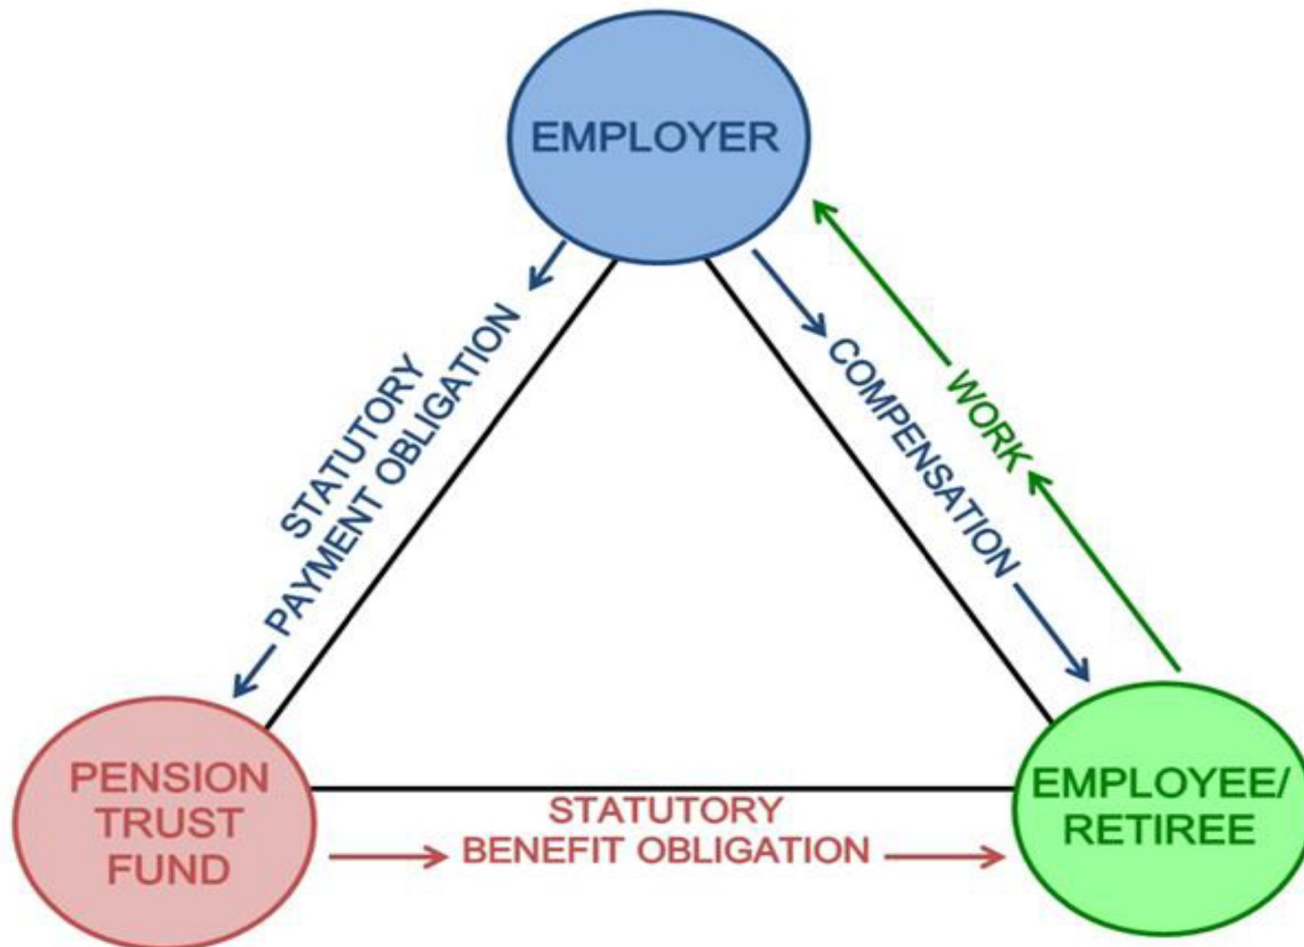 EMPLOYER
STATUTORY
PAYMENT OBLIGATION
COMPENSATION
WORK
PENSION
TRUST
FUND
STATUTORY
BENEFIT OBLIGATION
EMPLOYEE/
RETIREE